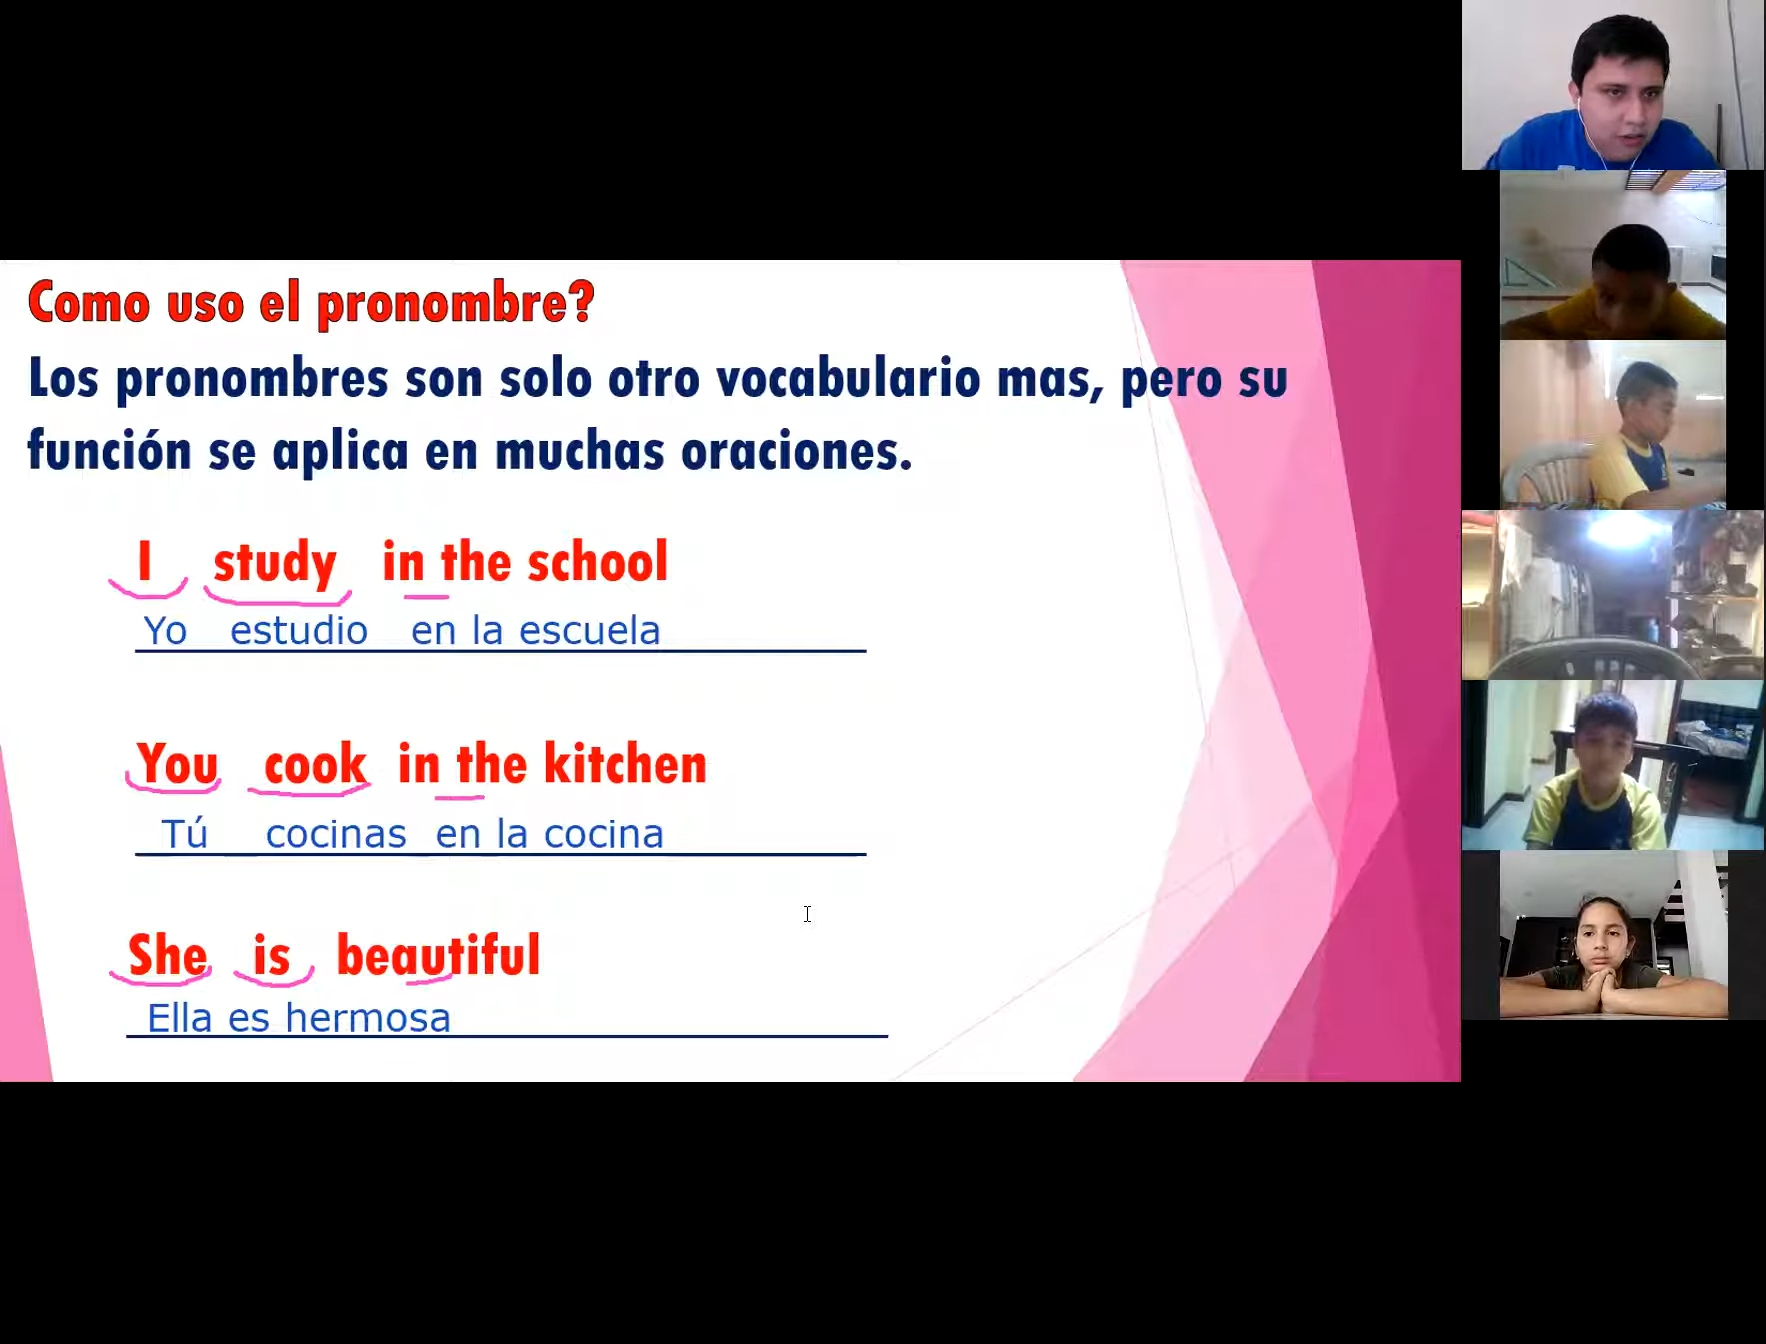 Como uso el pronombre?
Los pronombres son solo otro vocabulario mas, pero su
función se aplica en muchas oraciones.
I study in the school
Yo estudio en la escuela
You cook in the kitchen
Tú cocinas en la cocina
She is beautiful
Ella es hermosa